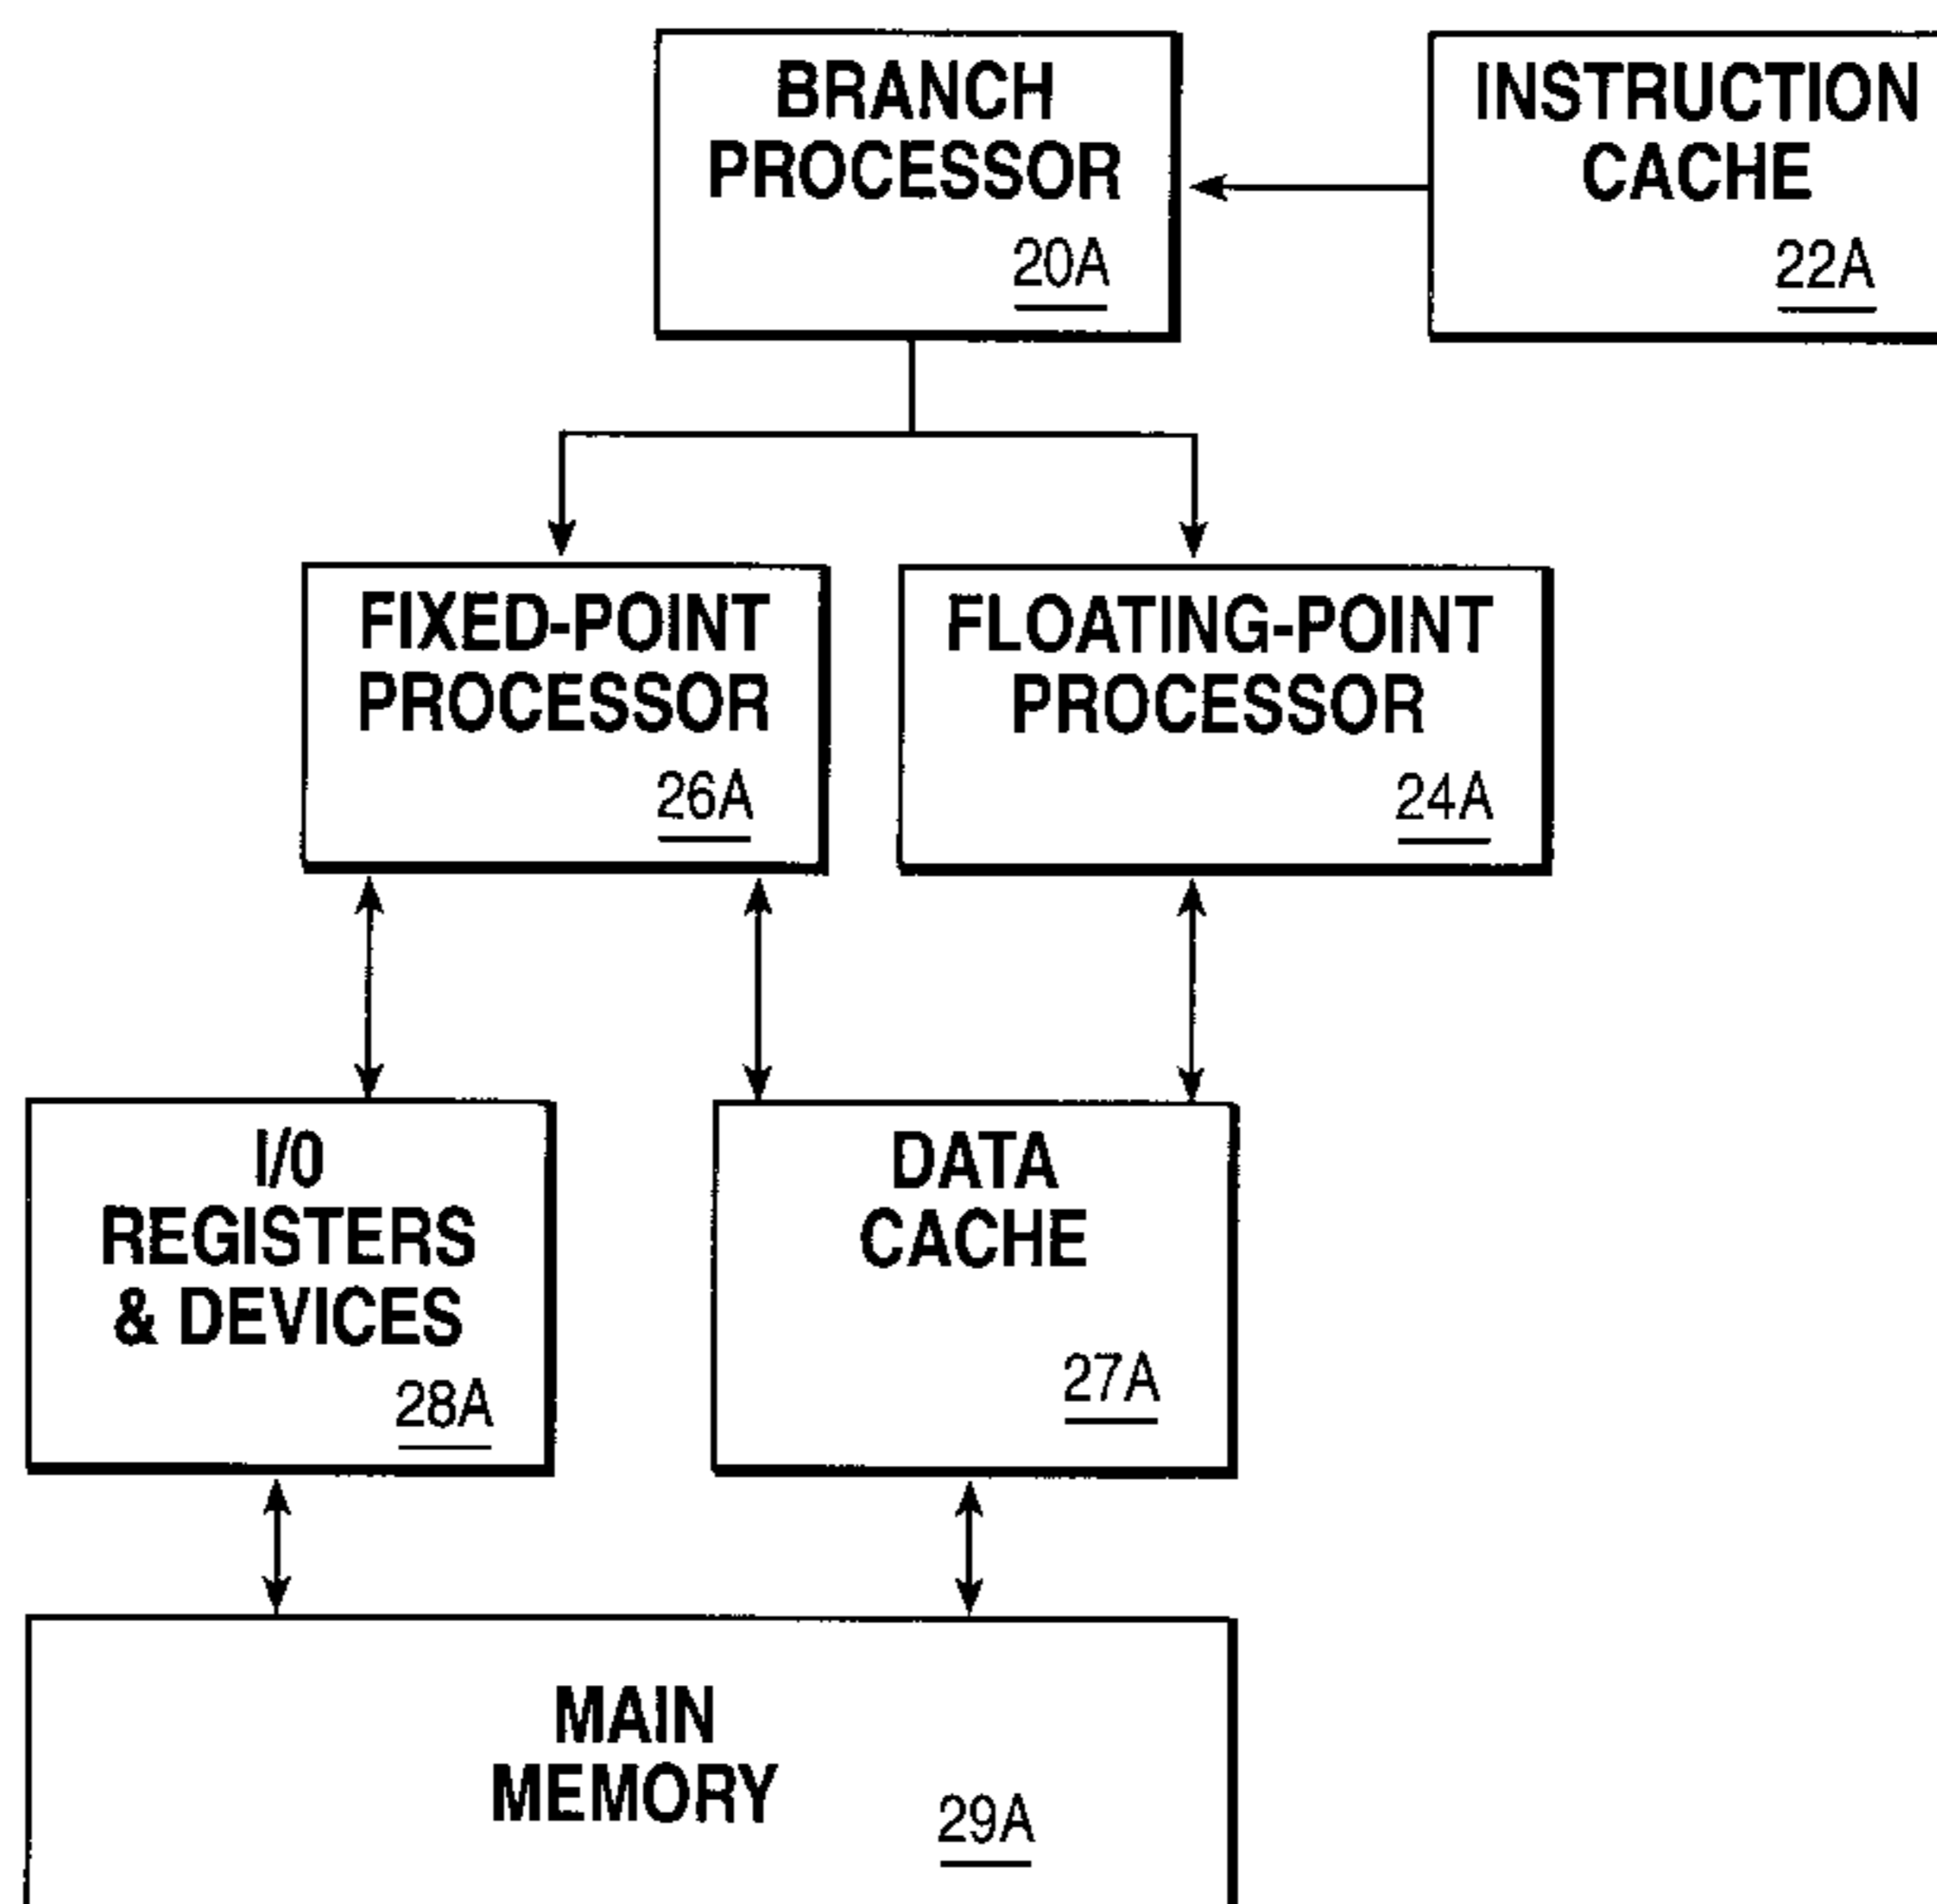 BRANCH
PROCESSOR
20A
INSTRUCTION
CACHE
22A
FIXED-POINT
PROCESSOR
26A
FLOATING-POINT
PROCESSOR
24A
I/O
REGISTERS
& DEVICES
28A
DATA
CACHE
27A
MAIN
MEMORY
29A